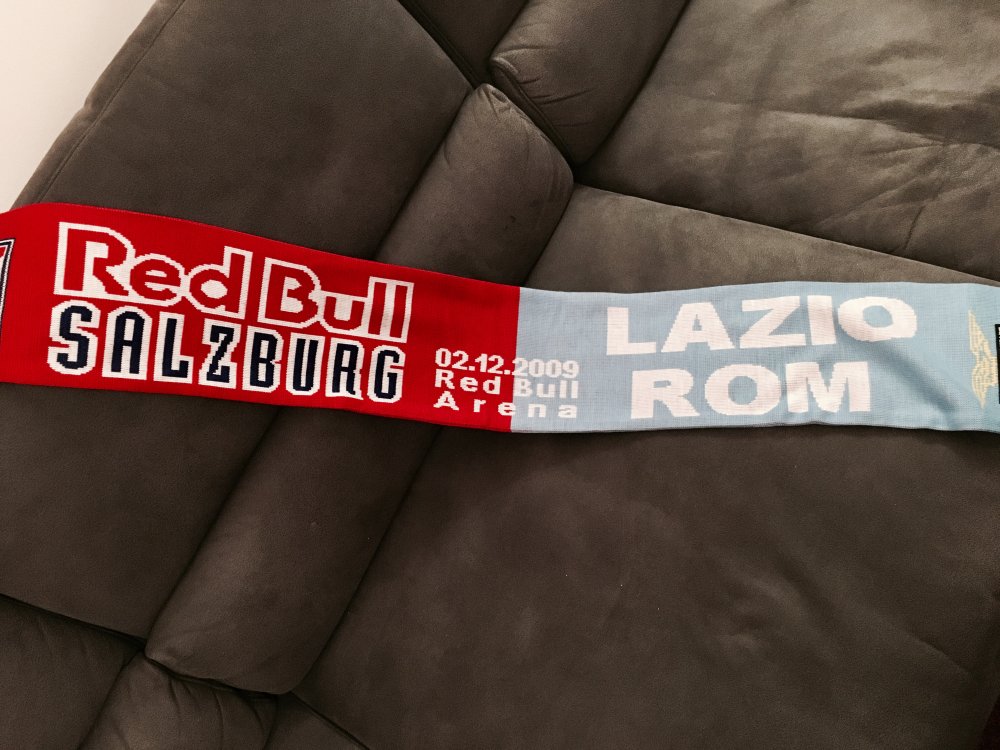 Red Bull
SALZBURG
02.12.2009
Red Bull
Arena
LAZIO
ROM